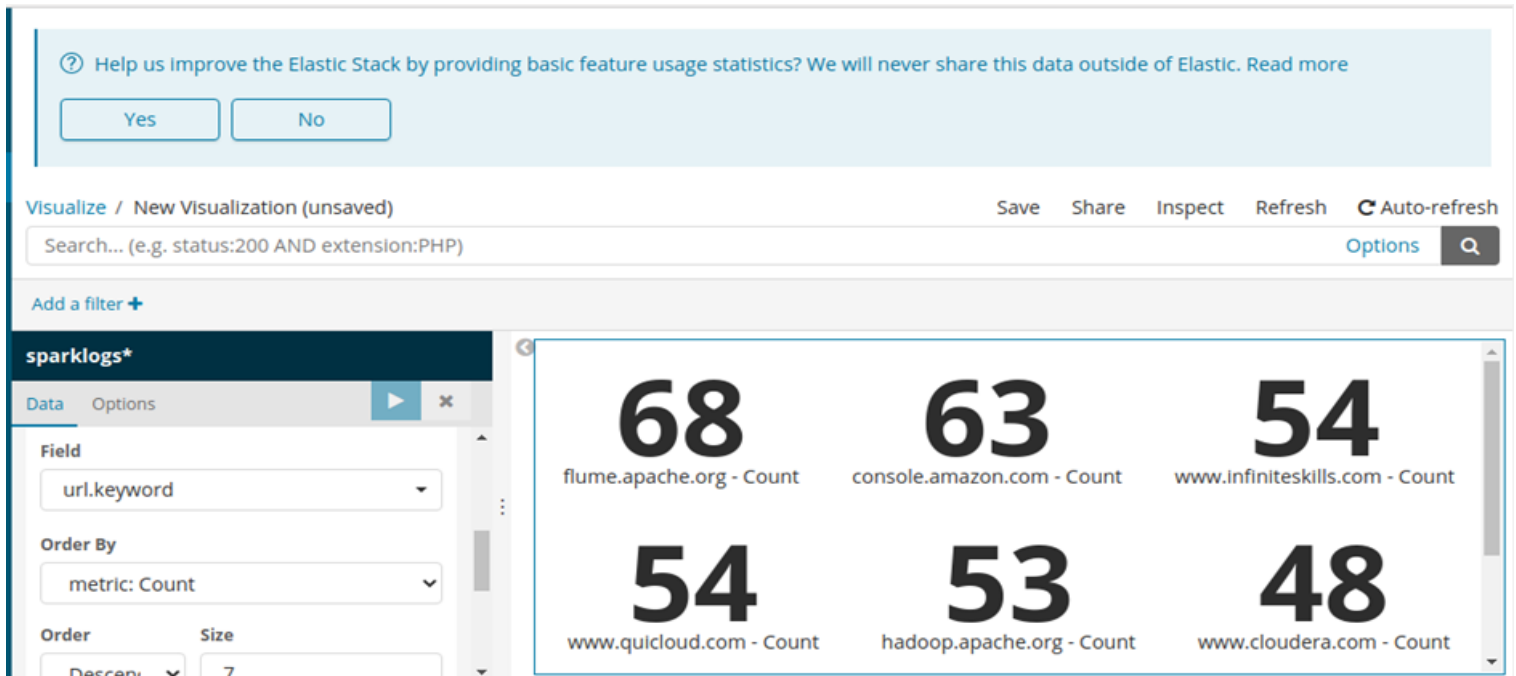 Help us improve the Elastic Stack by providing basic feature usage statistics? We will never share this data outside of Elastic. Read more
Yes No
Visualize / New Visualization (unsaved) Save Share Inspect Refresh Auto-refresh
Search... (e.g. status:200 AND extension:PHP) Options
Add a filter
sparklogs*
Data Options
Field
url.keyword
Order By
metric: Count
Order Size
Descen 7
68 63 54
flume.apache.org - Count console.amazon.com - Count www.infiniteskills.com - Count
54 53 48
www.quicloud.com - Count hadoop.apache.org - Count www.cloudera.com - Count